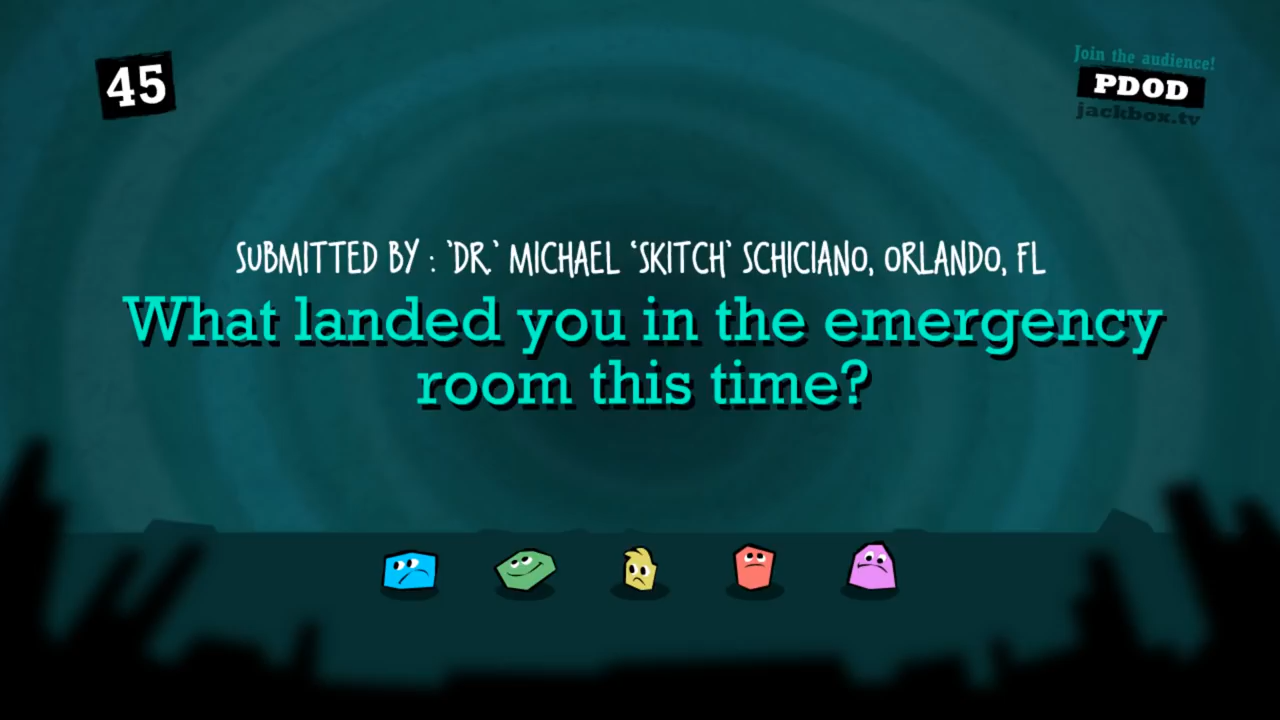 45
Join the audience!
PDOD
jackbox.tv
SUBMITTED BY : 'DR.' MICHAEL 'SKITCH' SCHICIANO, ORLANDO, FL
What landed you in the emergency
room this time?